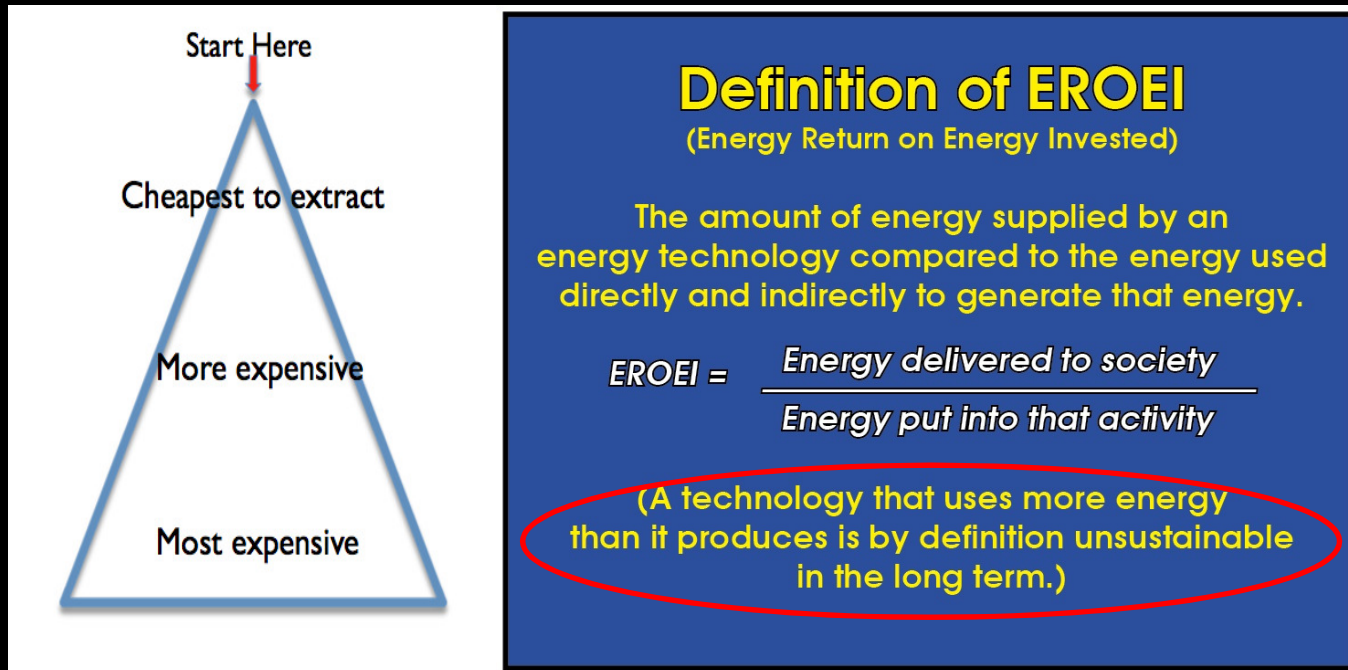 Start Here
Cheapest to extract
More expensive
Most expensive
Definition of EROEI
(Energy Return on Energy Invested)
The amount of energy supplied by an
energy technology compared to the energy used
directly and indirectly to generate that energy.
EROEI = Energy delivered to society
Energy put into that activity
(A technology that uses more energy
than it produces is by definition unsustainable
in the long term.)